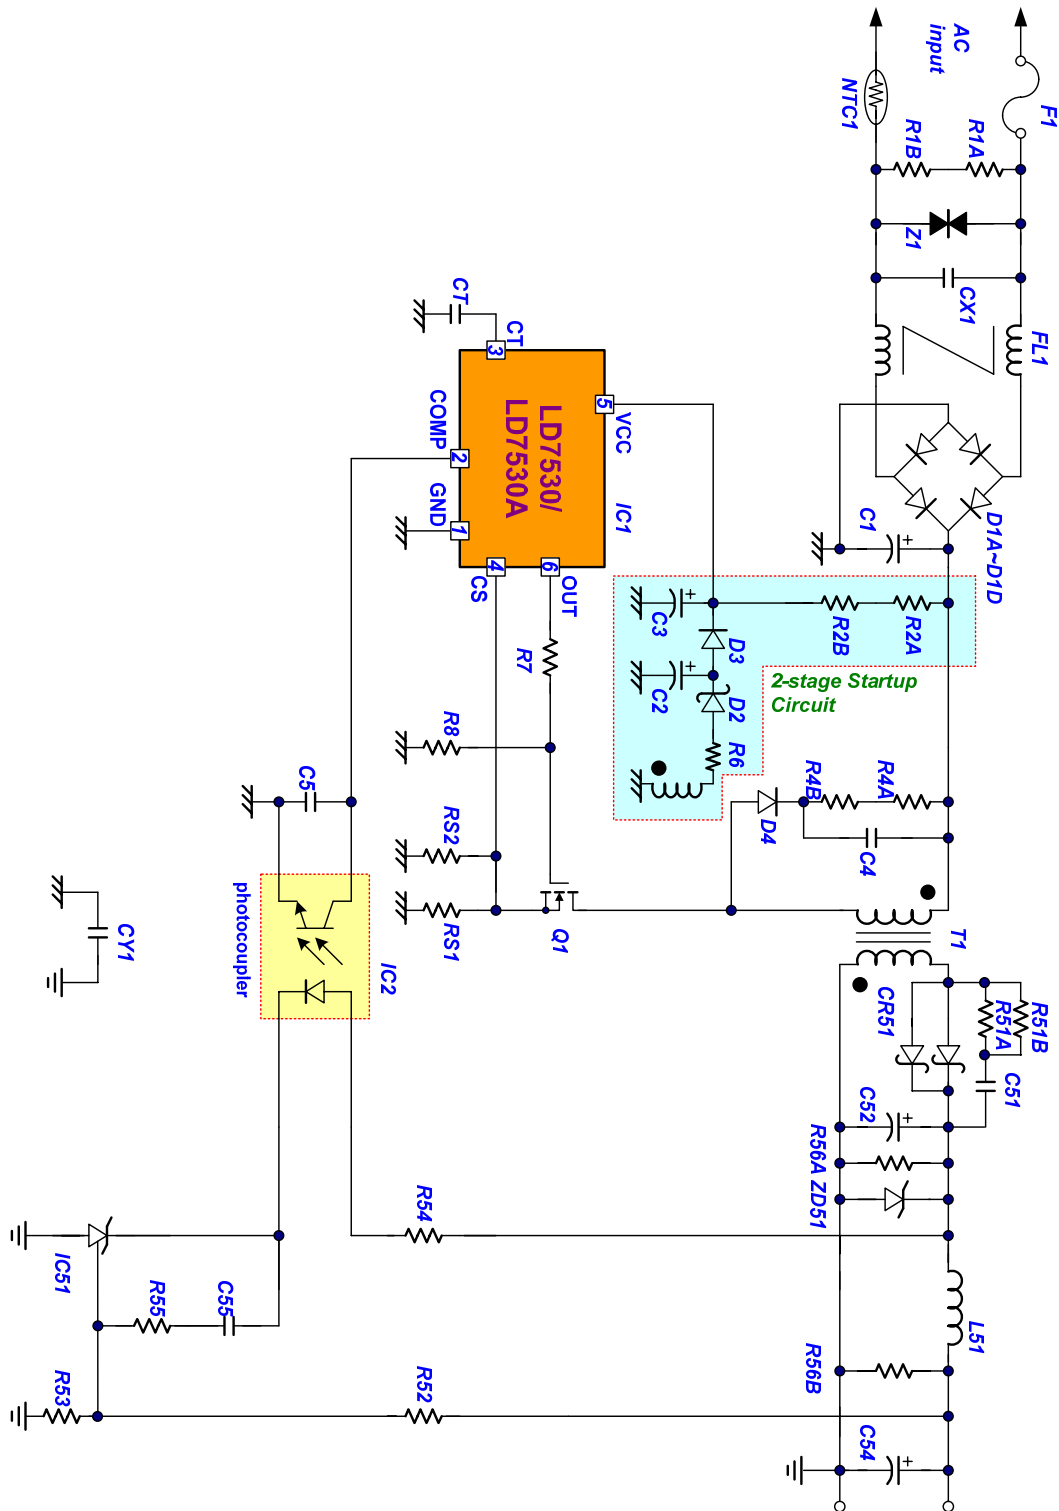 AC
input
F1
NTC1
R1B
R1A
Z1
CX1
FL1
CT
CT
3
COMP
2
GND
1
VCC
5
LD7530/
LD7530A
IC1
4
CS
6
OUT
C1
D1A~D1D
R7
R8
C3
R2B
R2A
D3
C2
D2
R6
2-stage Startup
Circuit
R4B
R4A
D4
C4
C5
RS2
RS1
Q1
T1
photocoupler
IC2
CY1
CR51
R51A
R51B
C51
C52
R56A
ZD51
R54
IC51
R55
C55
L51
R56B
R53
R52
C54